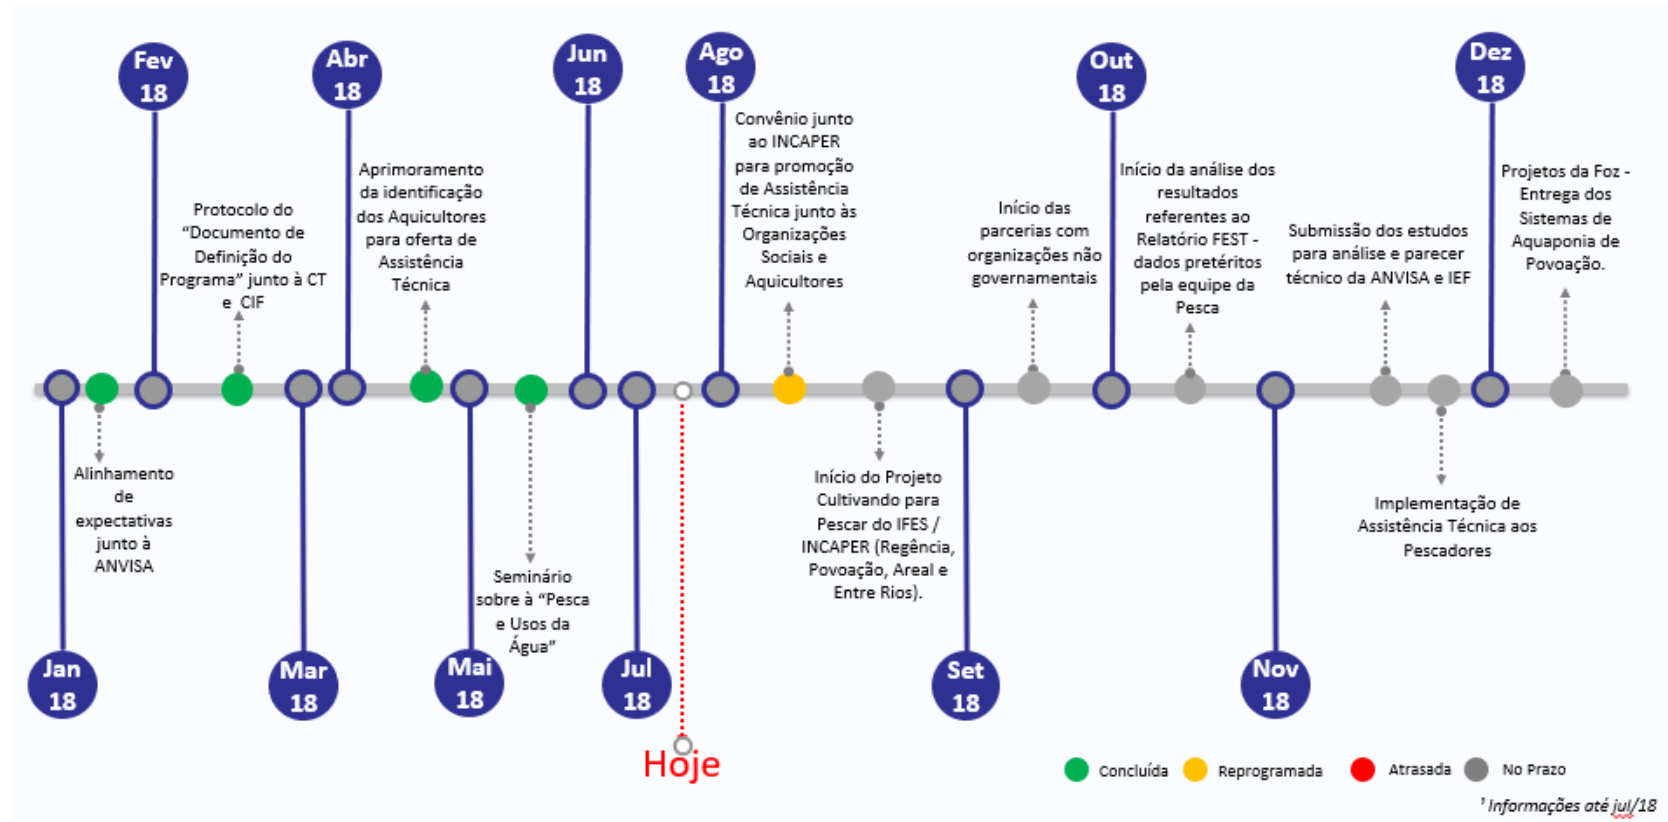 Fev
18
Abr
18
Jun
18
Ago
18
Out
18
Dez
18
Protocolo do
“Documento de
Definição do
Programa” junto à CT
e CIF
Aprimoramento
da identificação
dos Aquicultores
para oferta de
Assistência
Técnica
Convênio junto
ao INCAPER
para promoção
de Assistência
Técnica junto às
Organizações
Sociais e
Aquicultores
Início das
parcerias com
organizações não
governamentais
Início da análise dos
resultados
referentes ao
Relatório FEST -
dados pretéritos
pela equipe da
Pesca
Submissão dos estudos
para análise e parecer
técnico da ANVISA e IEF
Projetos da Foz -
Entrega dos
Sistemas de
Aquaponia de
Povoação.
Alinhamento
de
expectativas
junto à
ANVISA
Seminário
sobre à “Pesca
e Usos da
Água”
Início do Projeto
Cultivando para
Pescar do IFES /
INCAPER (Regência,
Povoação, Areal e
Entre Rios).
Implementação de
Assistência Técnica aos
Pescadores
Jan
18
Mar
18
Mai
18
Jul
18
Set
18
Nov
18
Hoje
Concluída
Reprogramada
Atrasada
No Prazo
¹ Informações até jul/18